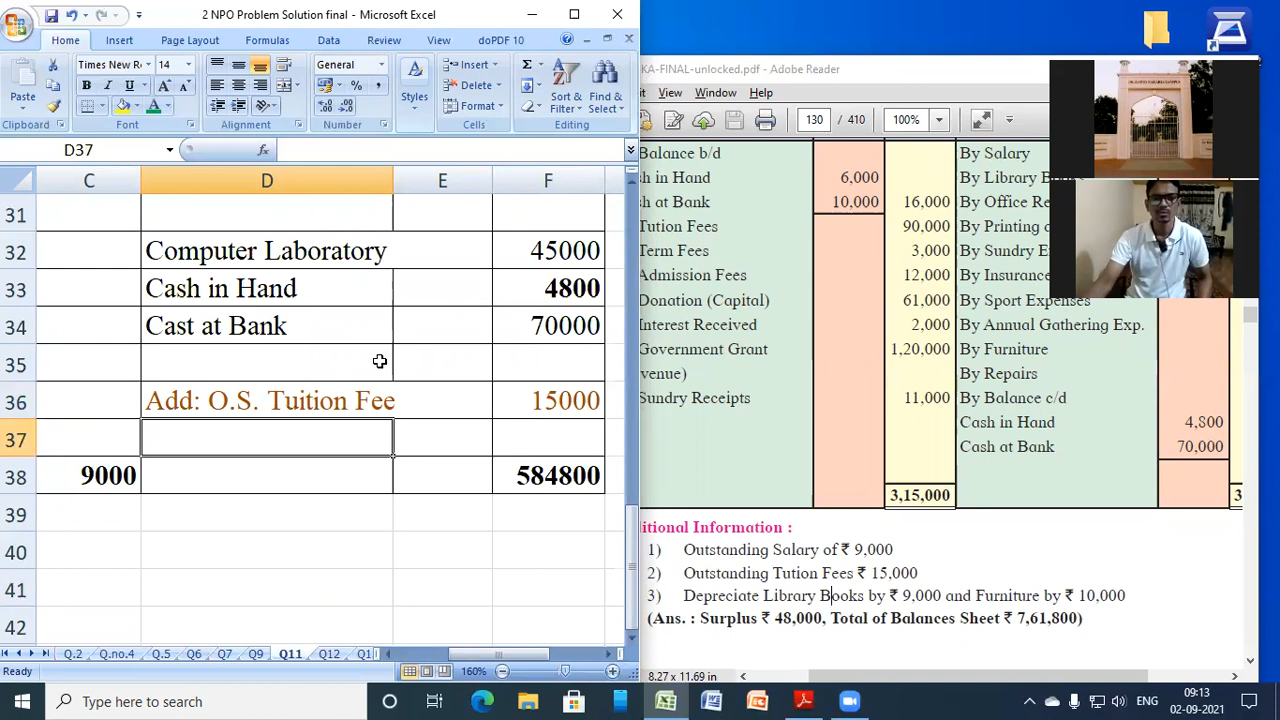 2 NPO Problem Solution final - Microsoft Excel
Home Insert Page Layout Formulas Data Review View doPDF 10
Paste
Times New R 14
B I U
General
Styles
Insert
Delete
Format
Sort & Filter
Find & Select
Clipboard Font Alignment Number Cells Editing
D37 fx
C D E F
31
32 Computer Laboratory 45000
33 Cash in Hand 4800
34 Cast at Bank 70000
35
36 Add: O.S. Tuition Fee 15000
37
38 9000 584800
39
40
41
42
Q.2 Q.no.4 Q.5 Q.6 Q.7 Q9 Q11 Q12 Q1
Ready 160%
KA-FINAL-unlocked.pdf - Adobe Reader
it View Window Help
130 / 410 100%
Balance b/d By Salary
sh in Hand 6,000 By Library Books
sh at Bank 10,000 16,000 By Office Re
Tution Fees 90,000 By Printing
Term Fees 3,000 By Sundry E
Admission Fees 12,000 By Insurance
Donation (Capital) 61,000 By Sport Expenses
Interest Received 2,000 By Annual Gathering Exp.
Government Grant 1,20,000 By Furniture
venue) By Repairs
Sundry Receipts 11,000 By Balance c/d
Cash in Hand 4,800
Cash at Bank 70,000
3,15,000 3
ditional Information :
1) Outstanding Salary of ₹ 9,000
2) Outstanding Tution Fees ₹ 15,000
3) Depreciate Library Books by ₹ 9,000 and Furniture by ₹ 10,000
(Ans. : Surplus ₹ 48,000, Total of Balances Sheet ₹ 7,61,800)
8.27 x 11.69 in
Type here to search
ENG
09:13
02-09-2021